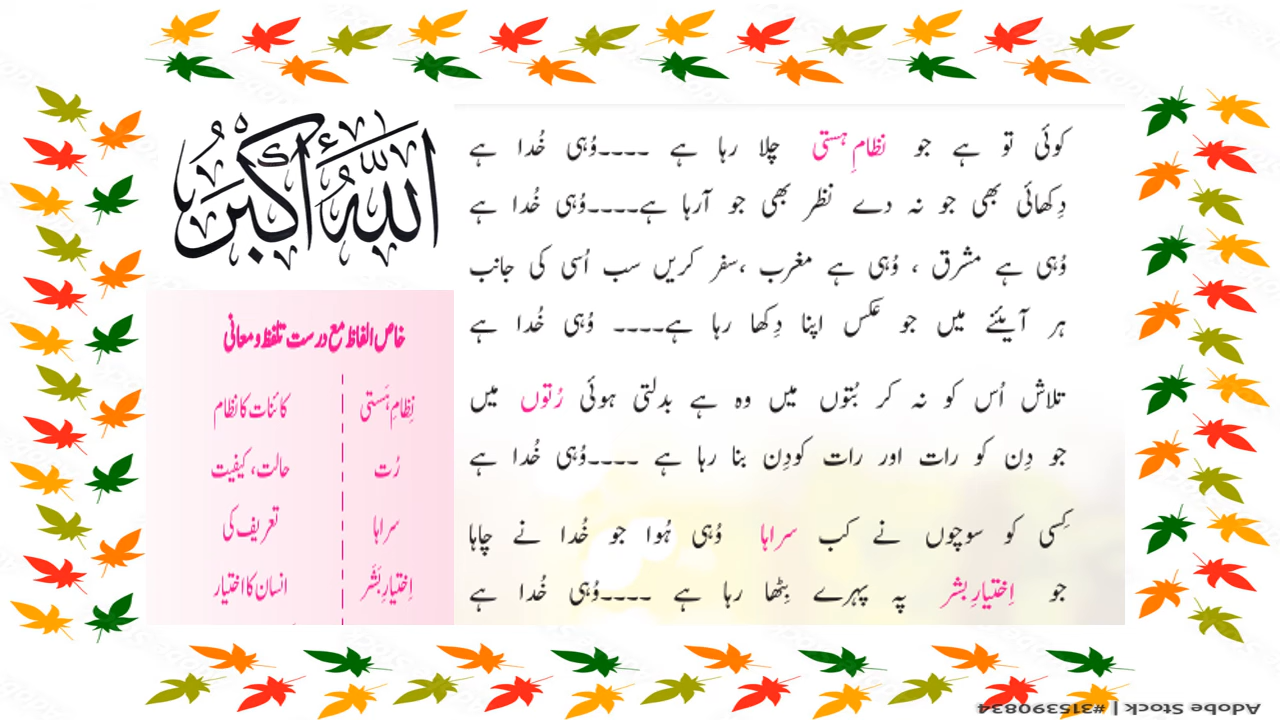 اللّٰهُ أَكْبَرُ
کوئی تو ہے جو نظامِ ہستی چلا رہا ہے ۔۔۔۔وُہی خُدا ہے
دِکھائی بھی جو نہ دے نظر بھی جو آرہا ہے۔۔۔۔وُہی خُدا ہے
وُہی ہے مشرق ، وُہی ہے مغرب ،سفر کریں سب اُسی کی جانب
ہر آیٔنے میں جو عَکس اپنا دِکھا رہا ہے۔۔۔۔ وُہی خُدا ہے
تلاش اُس کو نہ کر بُتوں میں وہ ہے بدلتی ہوئی رُتوں میں
جو دِن کو رات اور رات کودِن بنا رہا ہے ۔۔۔۔وُہی خُدا ہے
کِسی کو سوچوں نے کب سراہا وُہی ہُوا جو خُدا نے چاہا
جو اِختیارِ بشر پہ پہرے بِٹھا رہا ہے ۔۔۔۔وُہی خُدا ہے
خاص الفاظ مع درست تلفظ و معانی
نِظامِ ہَستی کائنات کا نظام
رُت حالت، کیفیت
سراہا تعریف کی
اِختیارِ بَشَر انسان کا اختیار
Adobe Stock | #315390834